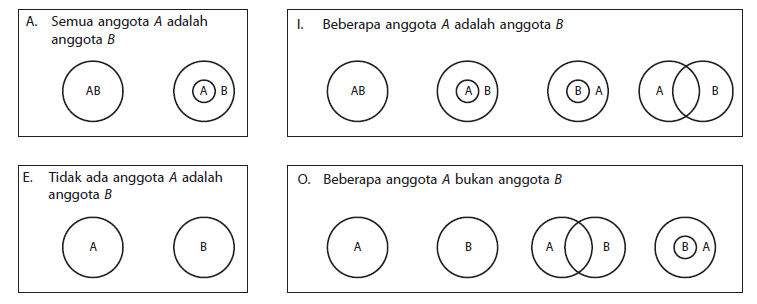 A. Semua anggota A adalah
anggota B
AB
A B
I. Beberapa anggota A adalah anggota B
AB
A B
B A
A B
E. Tidak ada anggota A adalah
anggota B
A
B
O. Beberapa anggota A bukan anggota B
A
B
A B
B A